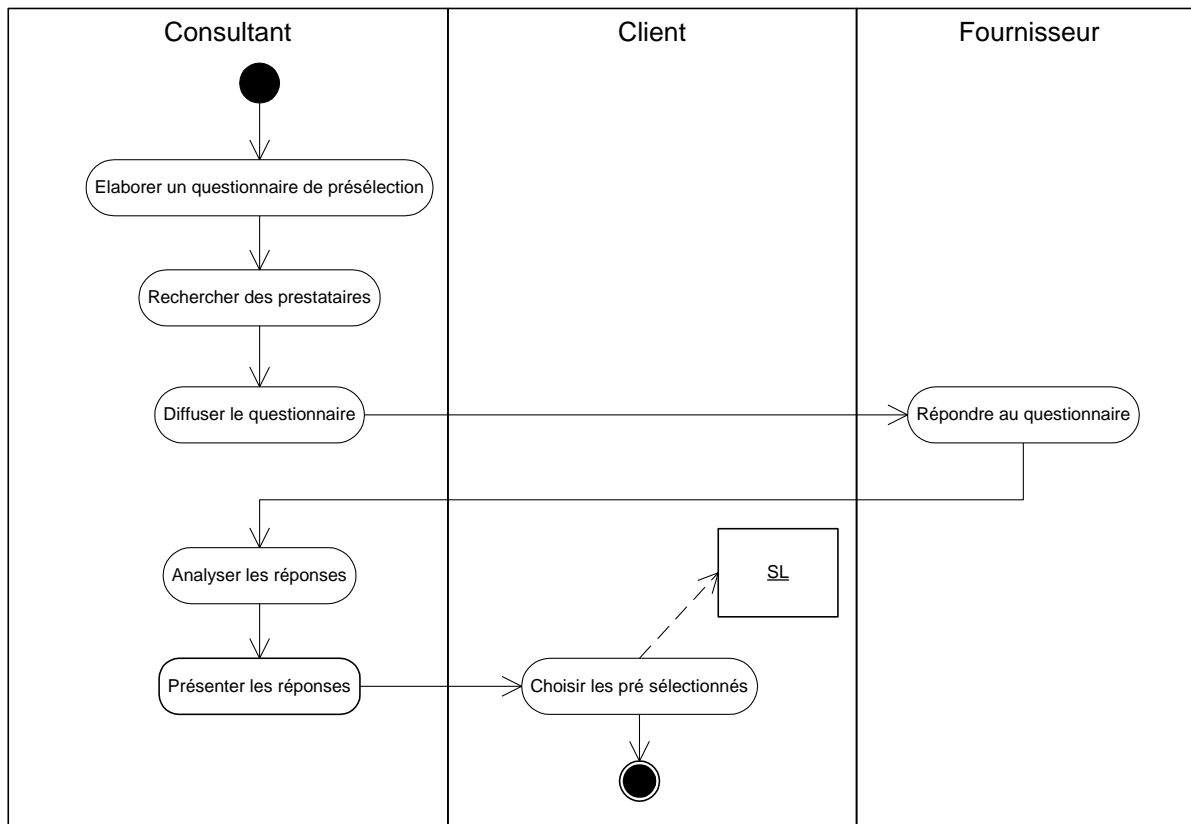 Consultant
Client
Fournisseur
Elaborer un questionnaire de présélection
Rechercher des prestataires
Diffuser le questionnaire
Répondre au questionnaire
Analyser les réponses
SL
Présenter les réponses
Choisir les pré sélectionnés